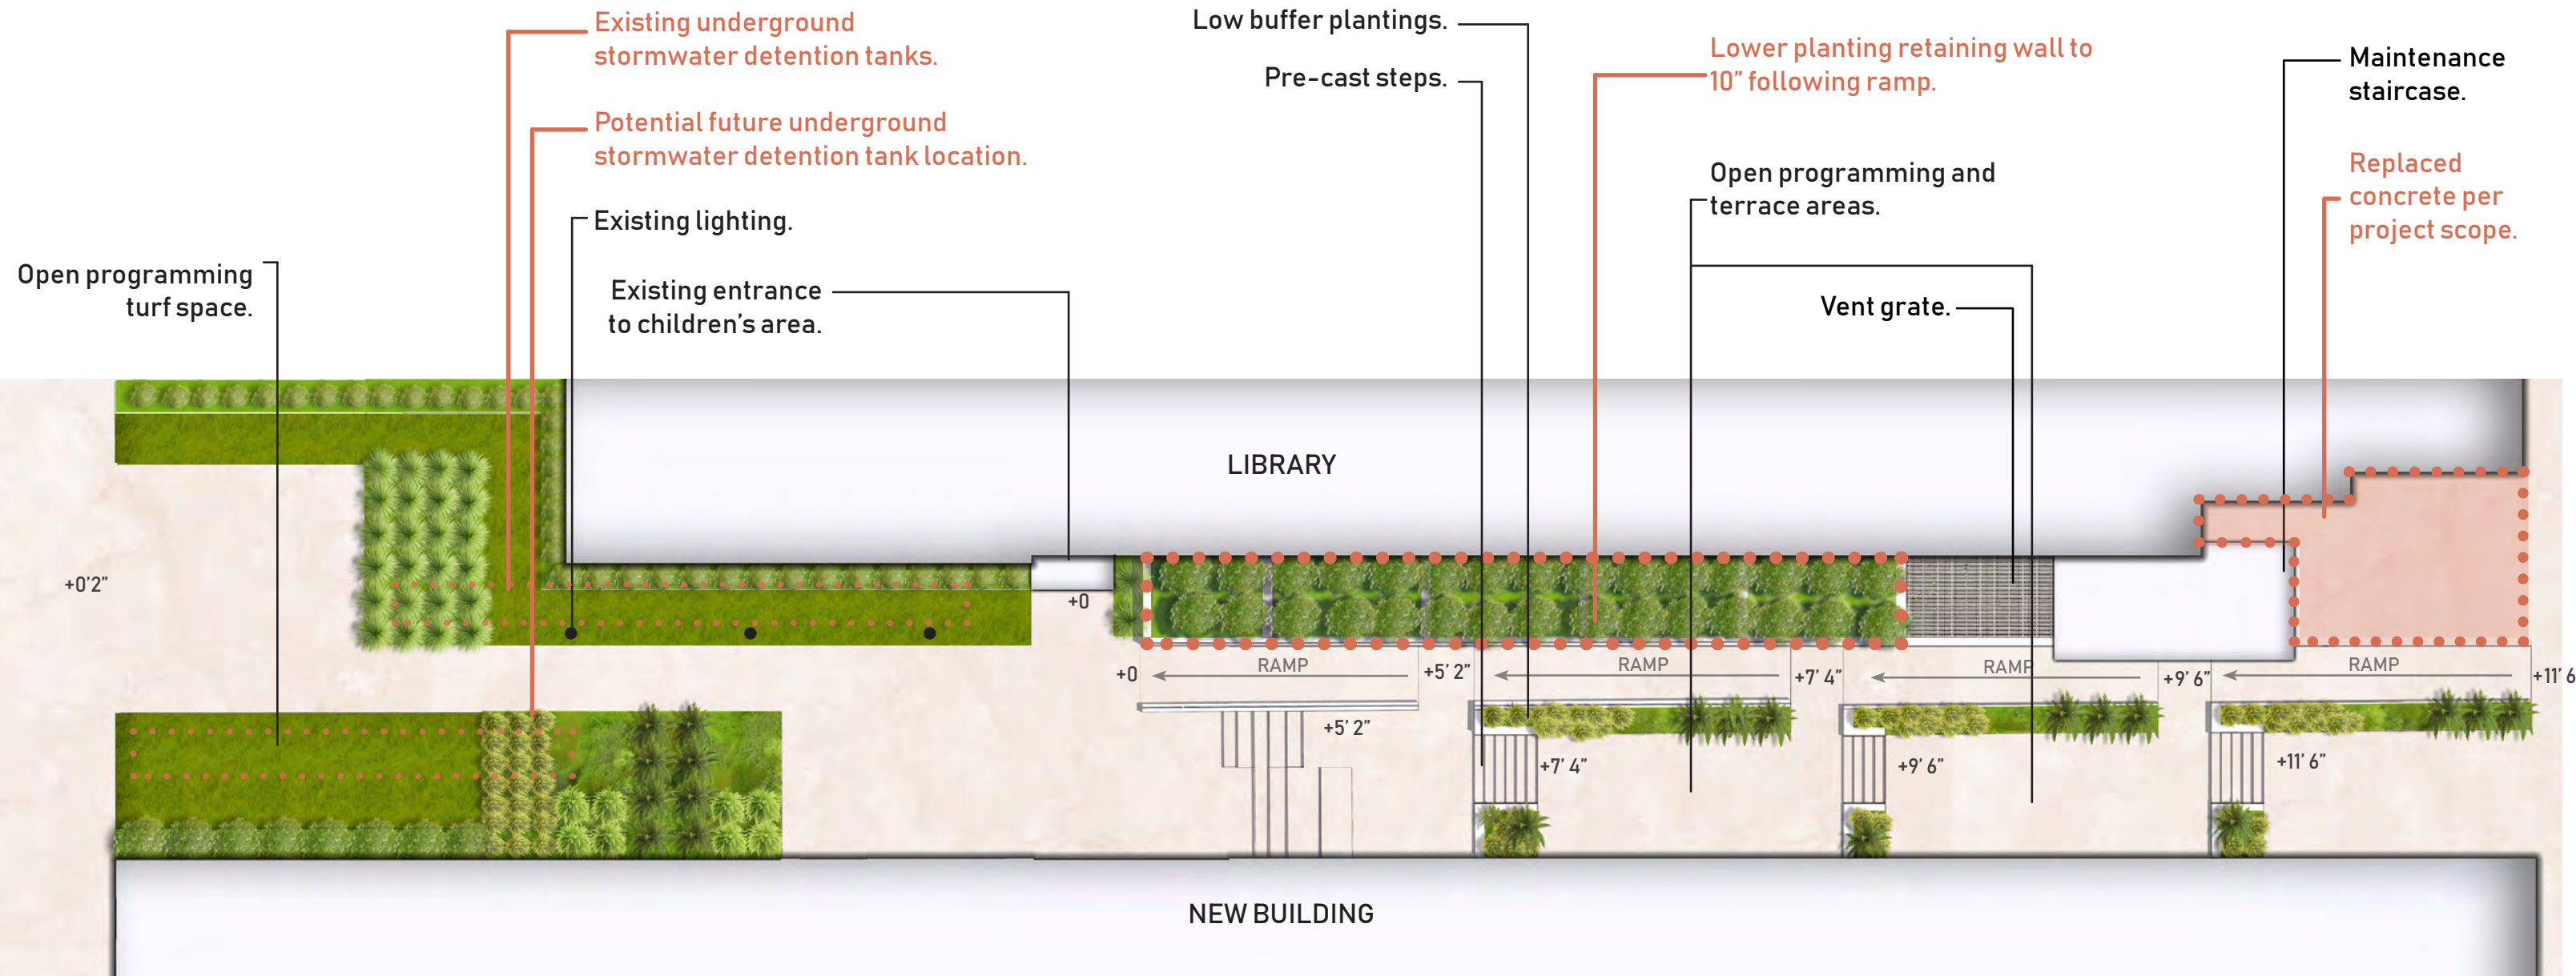 Existing underground
stormwater detention tanks.
Potential future underground
stormwater detention tank location.
Existing lighting.
Existing entrance
to children's area.
Open programming
turf space.
Low buffer plantings.
Pre-cast steps.
Lower planting retaining wall to
10” following ramp.
Open programming and
terrace areas.
Vent grate.
Maintenance
staircase.
Replaced
concrete per
project scope.
LIBRARY
+0'2”
+0
+0
RAMP
+5' 2”
RAMP
+7' 4”
RAMP
+9' 6”
RAMP
+11' 6
+5' 2”
+7' 4”
+9' 6”
+11' 6”
NEW BUILDING